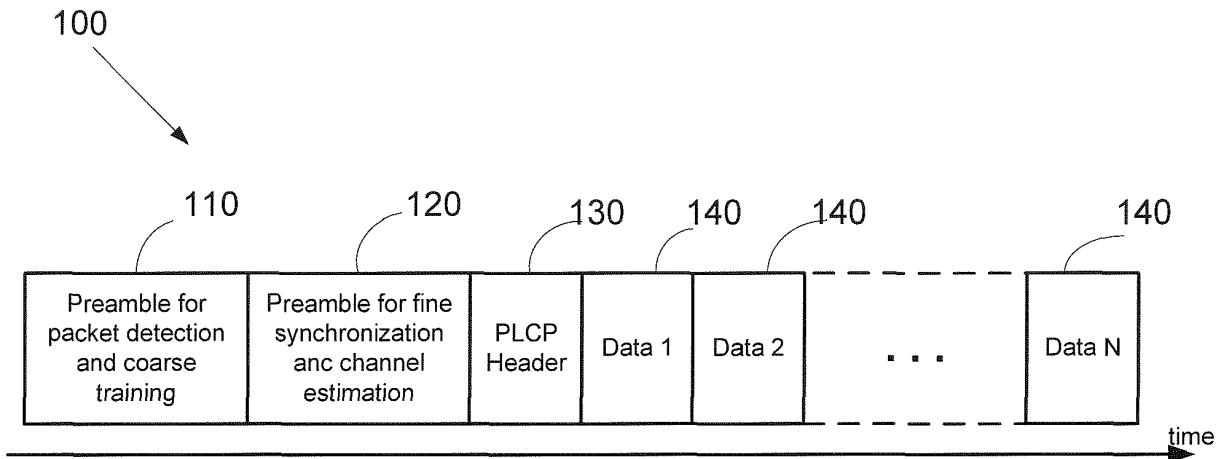 100
110
120
130
140
140
140
Preamble for
packet detection
and coarse
training
Preamble for fine
synchronization
anc channel
estimation
PLCP
Header
Data 1
Data 2
...
Data N
time